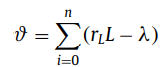 ϑ = ∑_{i=0}^{n} (r_L L − λ)